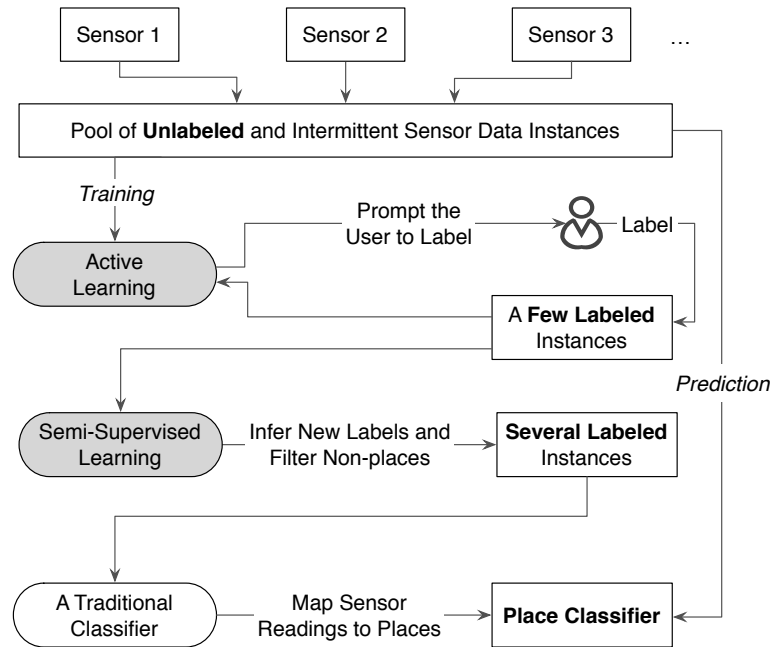 Sensor 1
Sensor 2
Sensor 3
...
Pool of Unlabeled and Intermittent Sensor Data Instances
Training
Prompt the
User to Label
Label
Active
Learning
A Few Labeled
Instances
Prediction
Semi-Supervised
Learning
Infer New Labels and
Filter Non-places
Several Labeled
Instances
A Traditional
Classifier
Map Sensor
Readings to Places
Place Classifier